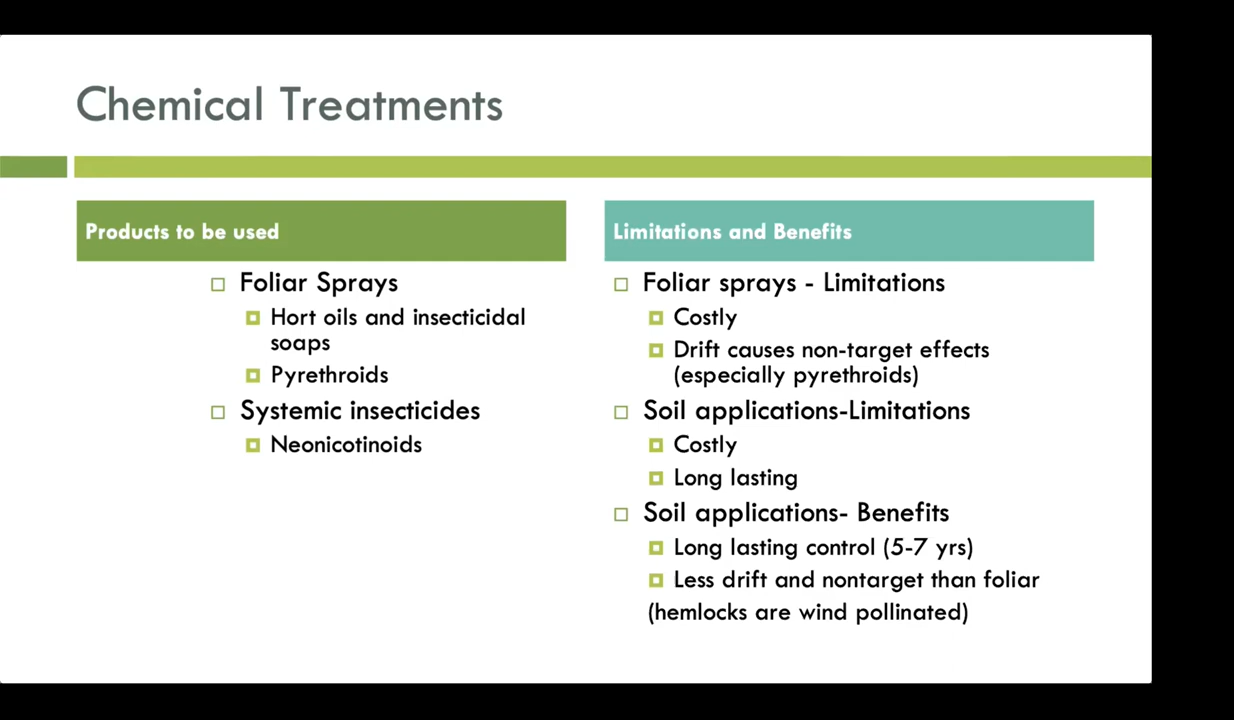 Chemical Treatments
Products to be used
Foliar Sprays
Hort oils and insecticidal
soaps
Pyrethroids
Systemic insecticides
Neonicotinoids
Limitations and Benefits
Foliar sprays - Limitations
Costly
Drift causes non-target effects
(especially pyrethroids)
Soil applications-Limitations
Costly
Long lasting
Soil applications- Benefits
Long lasting control (5-7 yrs)
Less drift and nontarget than foliar
(hemlocks are wind pollinated)